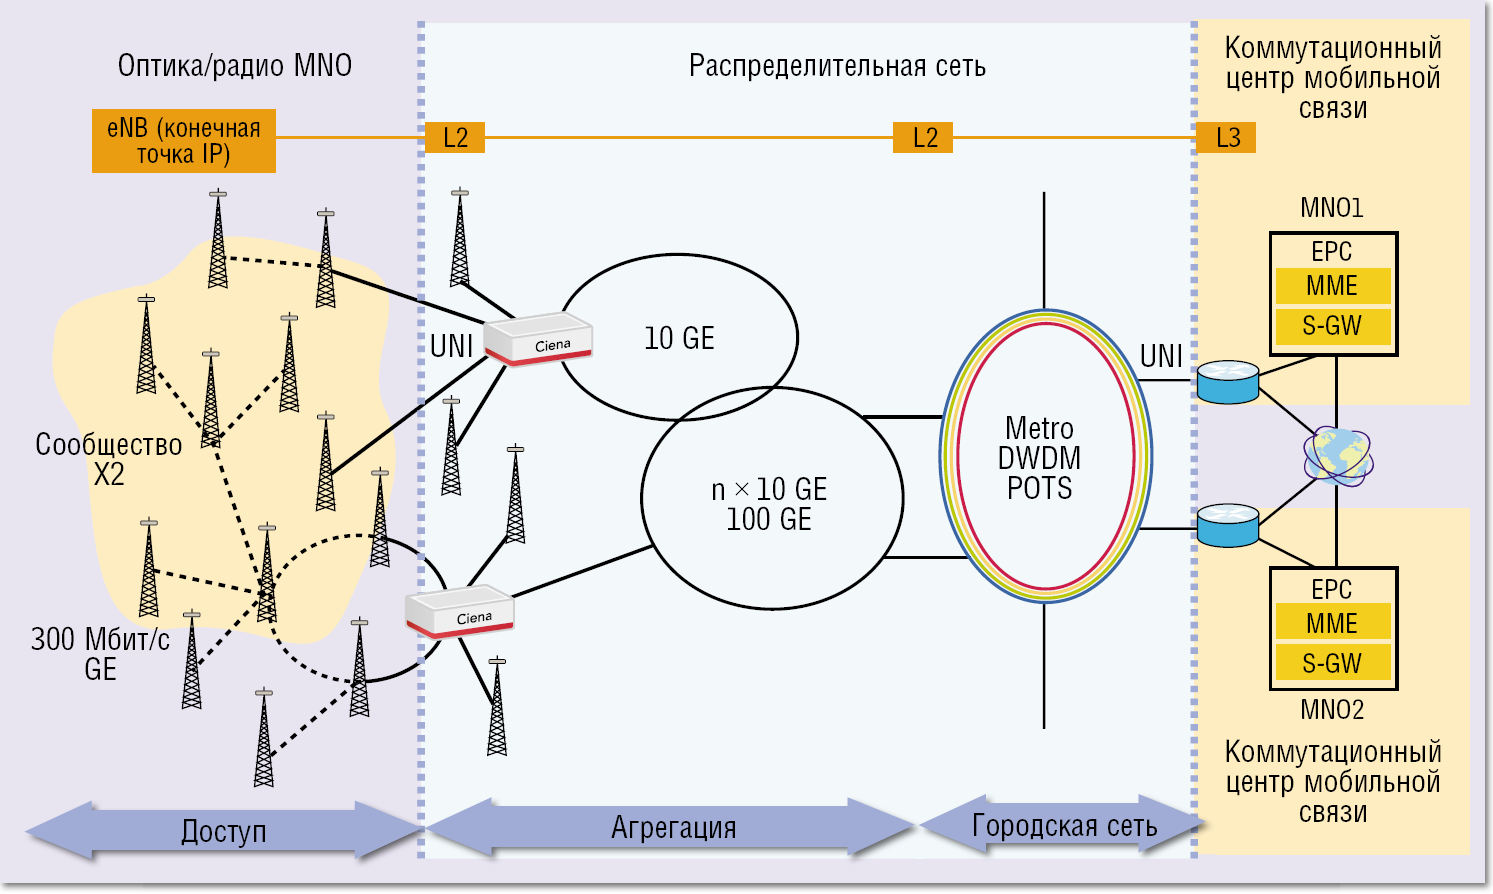 Оптика/радио MNO
Распределительная сеть
Коммутационный
центр мобильной
связи
eNB (конечная
точка IP)
L2
L2
L3
MNO1
EPC
MME
S-GW
UNI
Ciena
10 GE
UNI
Сообщество
X2
Metro
DWDM
POTS
n × 10 GE
100 GE
300 Мбит/с
GE
Ciena
EPC
MME
S-GW
MNO2
Коммутационный
центр мобильной
связи
Доступ
Агрегация
Городская сеть